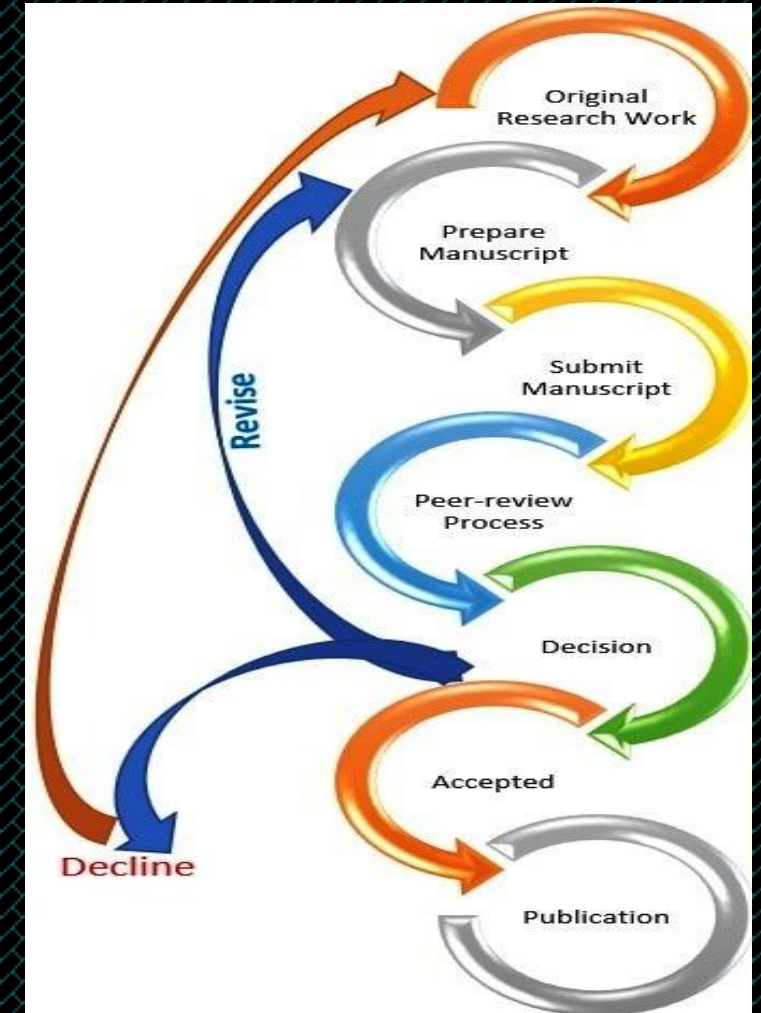 Original
Research Work
Prepare
Manuscript
Submit
Manuscript
Revise
Peer-review
Process
Decision
Accepted
Decline
Publication